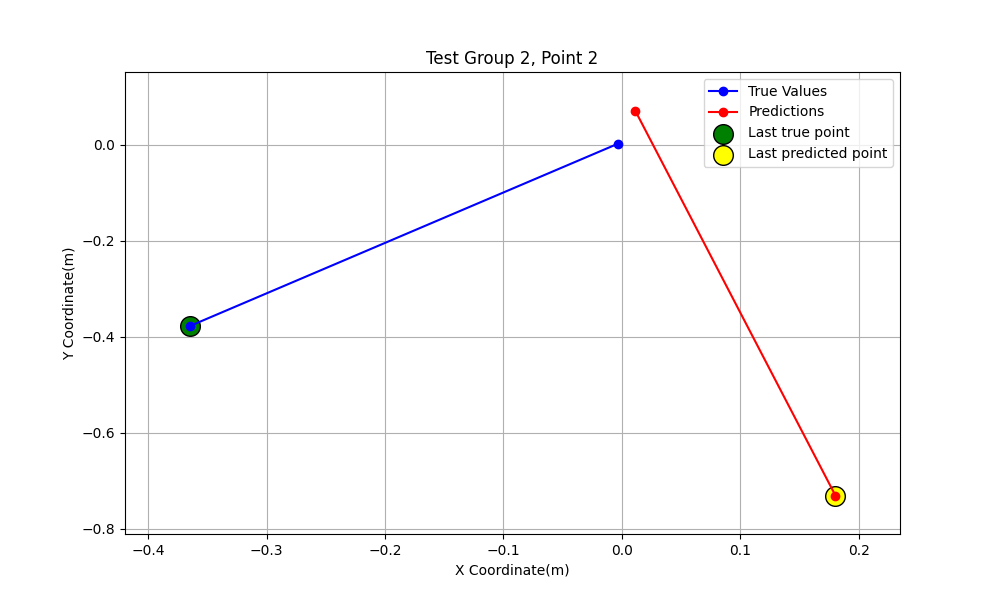 Test Group 2, Point 2
True Values
Predictions
Last true point
Last predicted point
0.0
−0.2
−0.4
−0.6
−0.8
Y Coordinate(m)
−0.4 −0.3 −0.2 −0.1 0.0 0.1 0.2
X Coordinate(m)